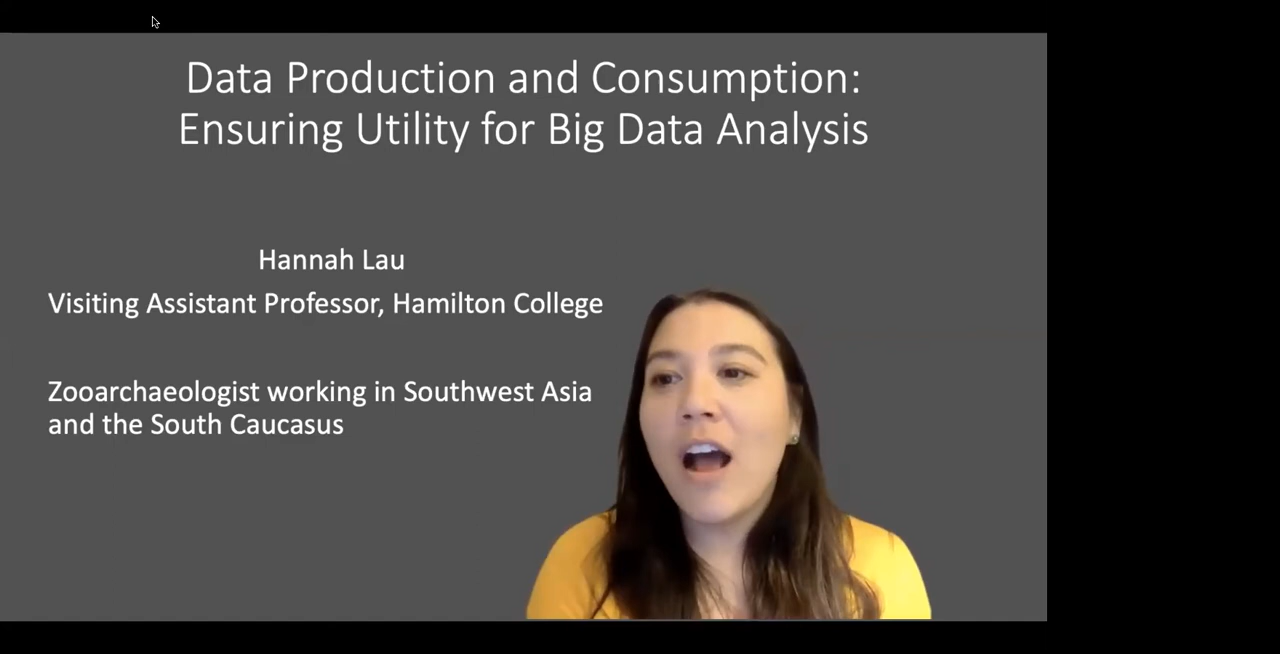 Data Production and Consumption:
Ensuring Utility for Big Data Analysis
Hannah Lau
Visiting Assistant Professor, Hamilton College
Zooarchaeologist working in Southwest Asia
and the South Caucasus